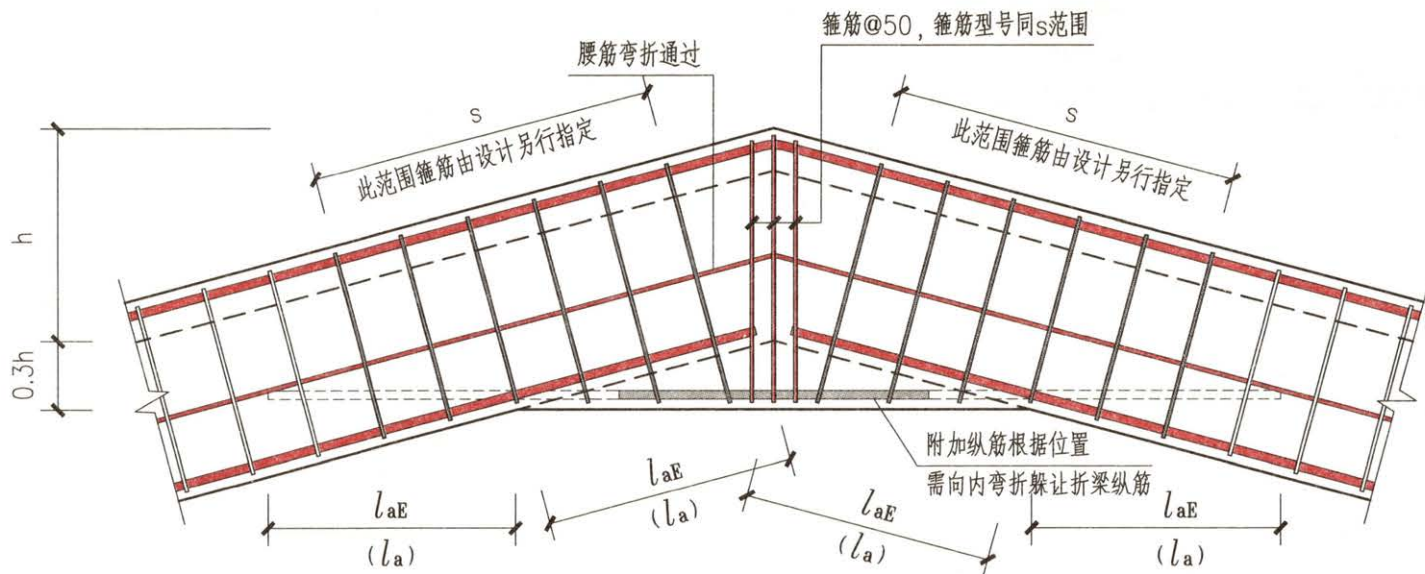 箍筋@50，箍筋型号同s范围
腰筋弯折通过
s
此范围箍筋由设计另行指定
s
此范围箍筋由设计另行指定
h
0.3h
附加纵筋根据位置
需向内弯折躲让折梁纵筋
laE
(la)
laE
(la)
laE
(la)
laE
(la)